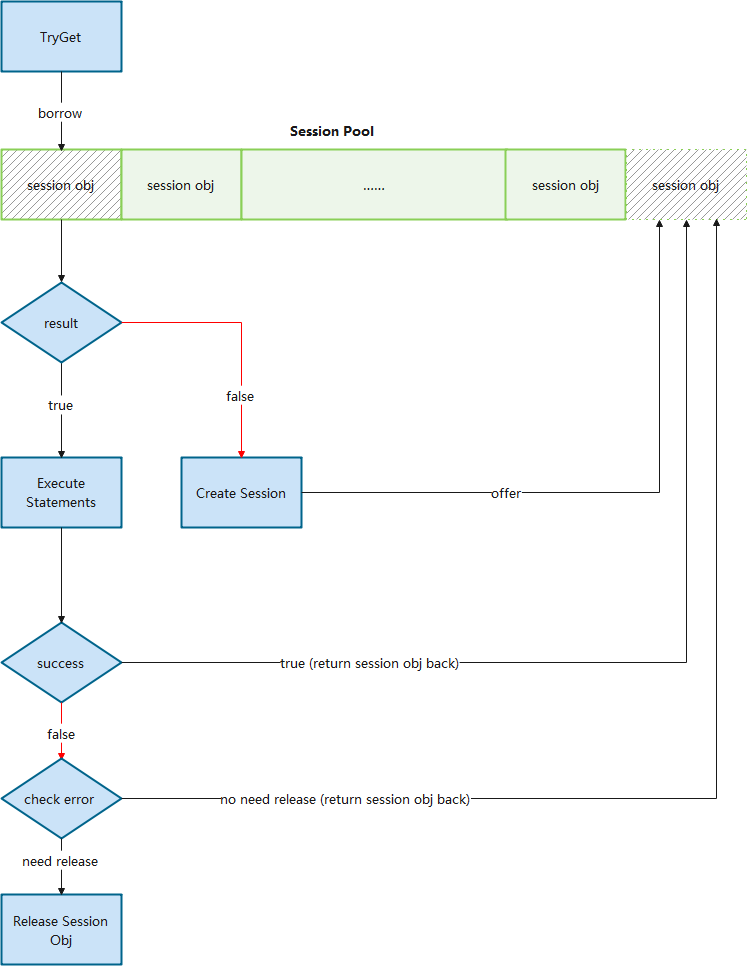 TryGet
borrow
Session Pool
session obj
session obj
......
session obj
session obj
result
true
false
Execute
Statements
Create Session
offer
success
true (return session obj back)
false
check error
no need release (return session obj back)
need release
Release Session
Obj